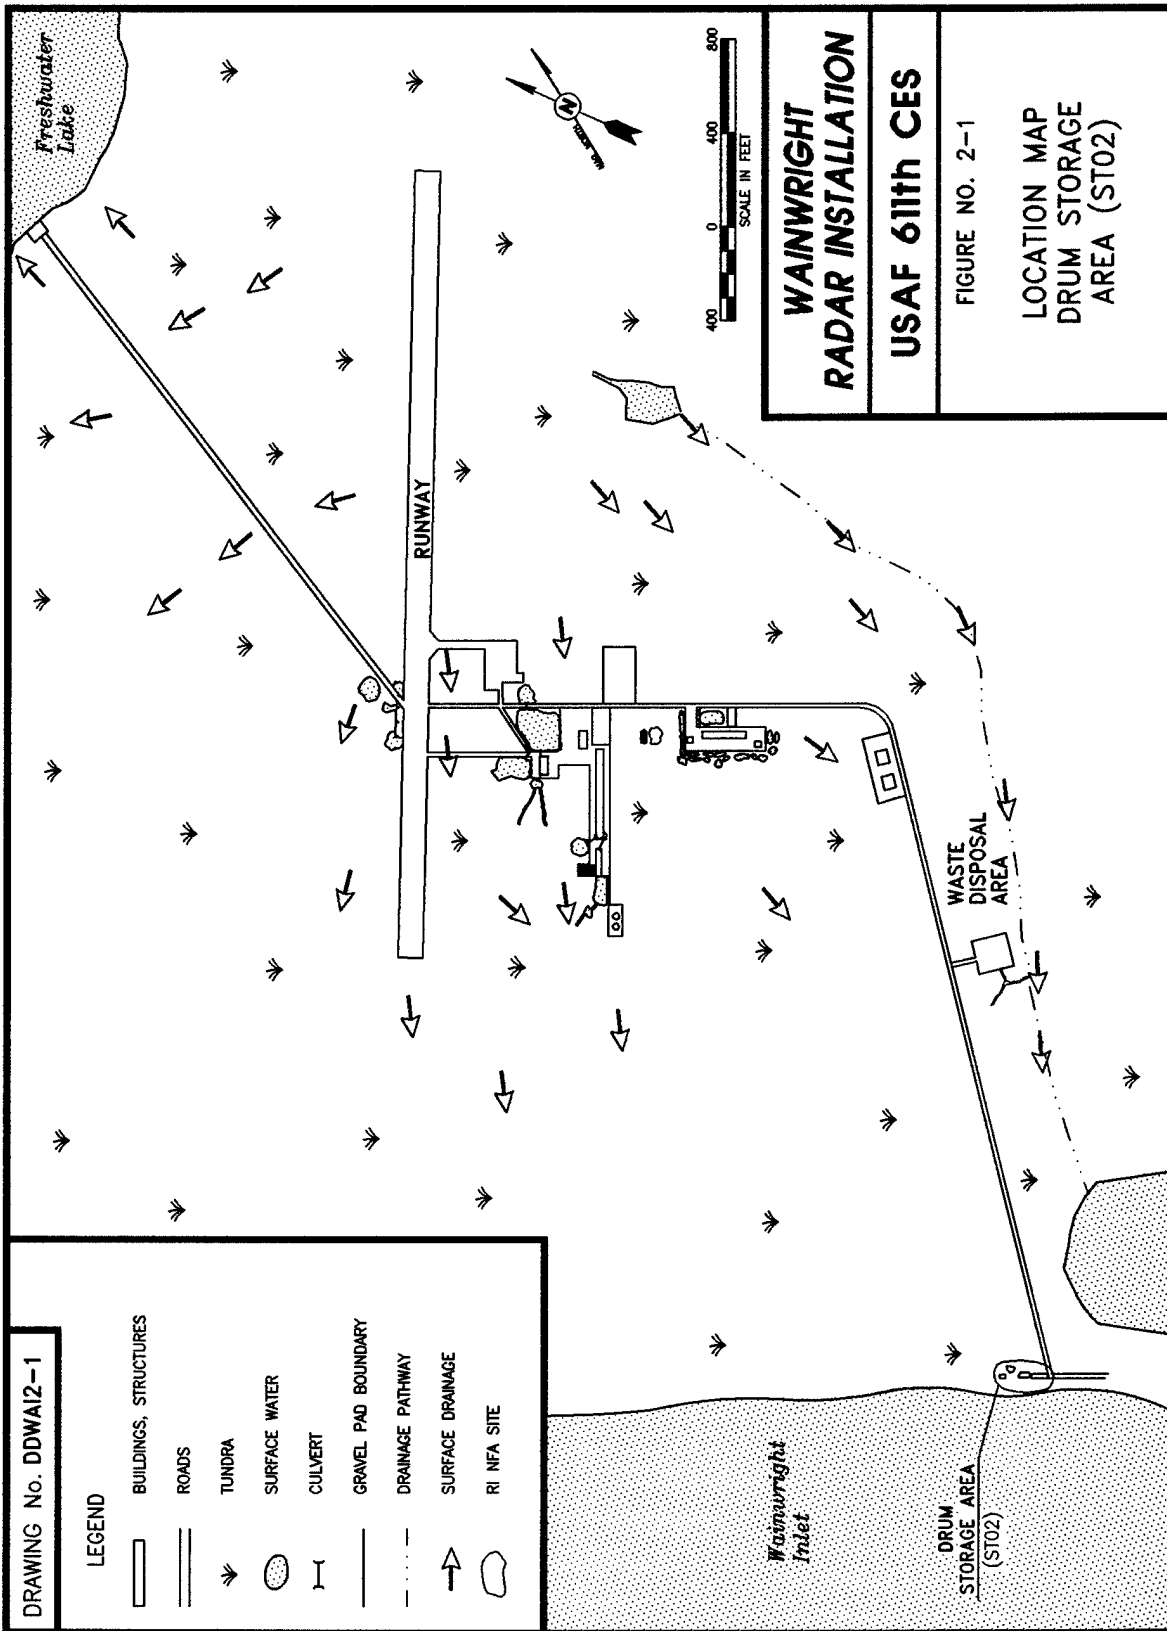 DRAWING No. DDWAI2-1
LEGEND
BUILDINGS, STRUCTURES
ROADS
TUNDRA
SURFACE WATER
CULVERT
GRAVEL PAD BOUNDARY
DRAINAGE PATHWAY
SURFACE DRAINAGE
RI NFA SITE
Freshwater
Lake
RUNWAY
N
MAG NORTH
400
0
400
800
SCALE IN FEET
WASTE
DISPOSAL
AREA
Wainwright
Inlet
DRUM
STORAGE AREA
(ST02)
WAINWRIGHT
RADAR INSTALLATION
USAF 611th CES
FIGURE NO. 2-1
LOCATION MAP
DRUM STORAGE
AREA (ST02)